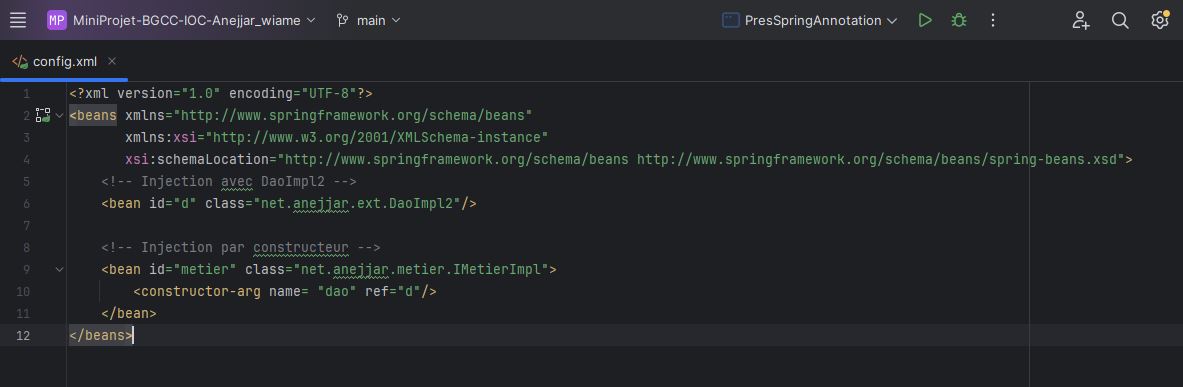 MP MiniProjet-BGCC-IOC-Anejjar_wiame main PresSpringAnnotation
config.xml
1 <?xml version="1.0" encoding="UTF-8"?>
2 <beans xmlns="http://www.springframework.org/schema/beans"
3 xmlns:xsi="http://www.w3.org/2001/XMLSchema-instance"
4 xsi:schemaLocation="http://www.springframework.org/schema/beans http://www.springframework.org/schema/beans/spring-beans.xsd">
5 <!-- Injection avec DaoImpl2 -->
6 <bean id="d" class="net.anejjar.ext.DaoImpl2"/>
7
8 <!-- Injection par constructeur -->
9 <bean id="metier" class="net.anejjar.metier.IMetierImpl">
10 <constructor-arg name= "dao" ref="d"/>
11 </bean>
12 </beans>